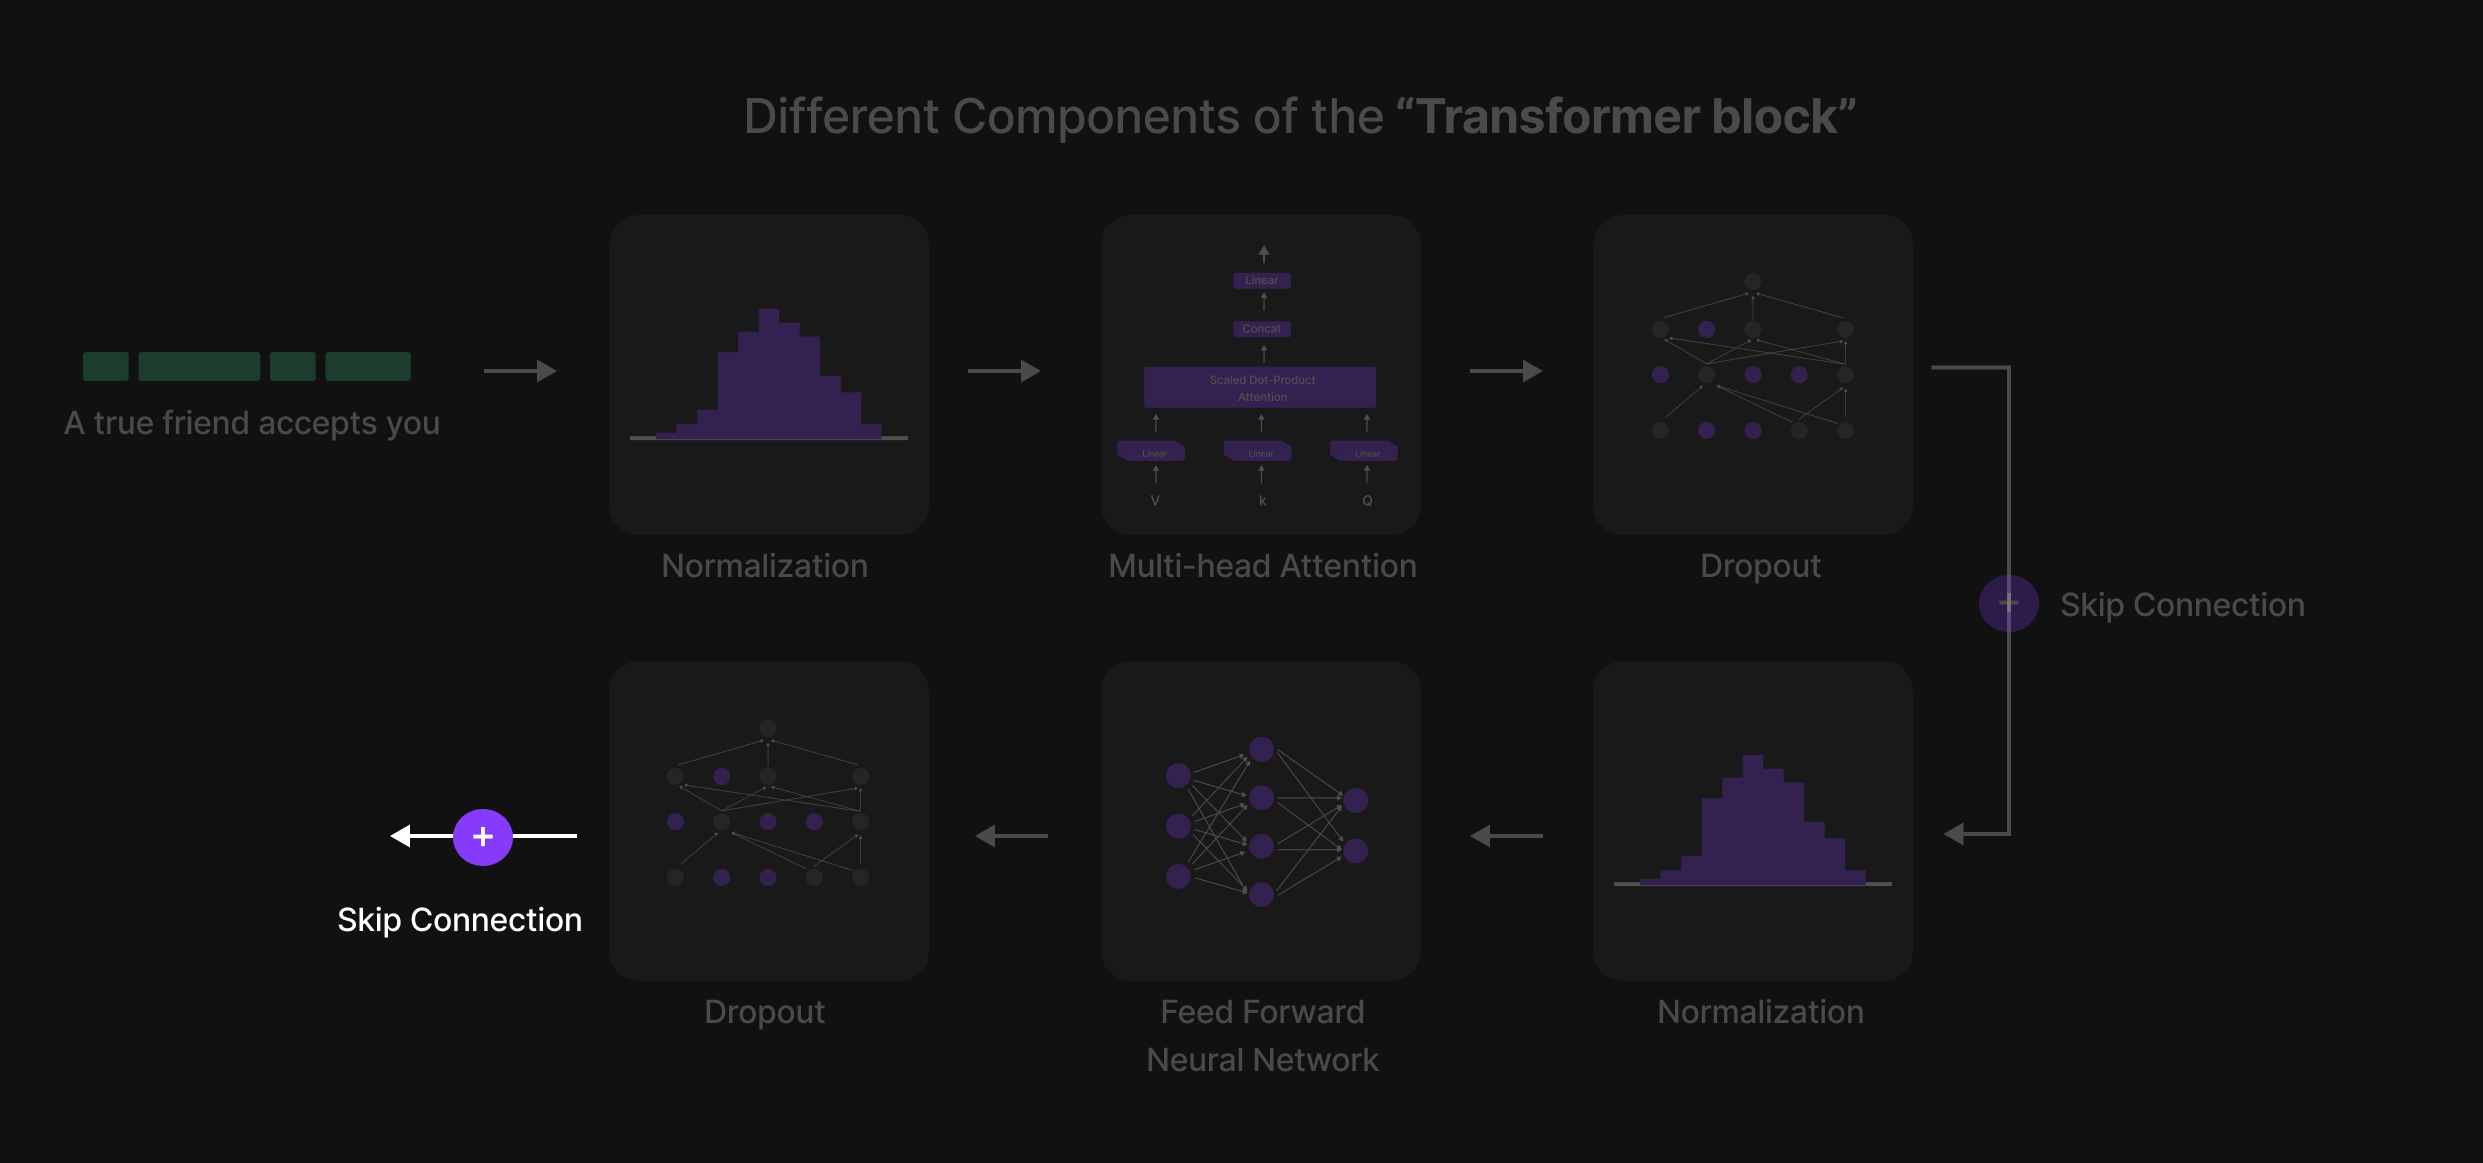 Different Components of the “Transformer block”
A true friend accepts you
Linear
Concat
Scaled Dot-Product
Attention
Linear
Linear
Linear
V
k
Q
Normalization
Multi-head Attention
Dropout
+
Skip Connection
+
Skip Connection
Dropout
Feed Forward
Neural Network
Normalization